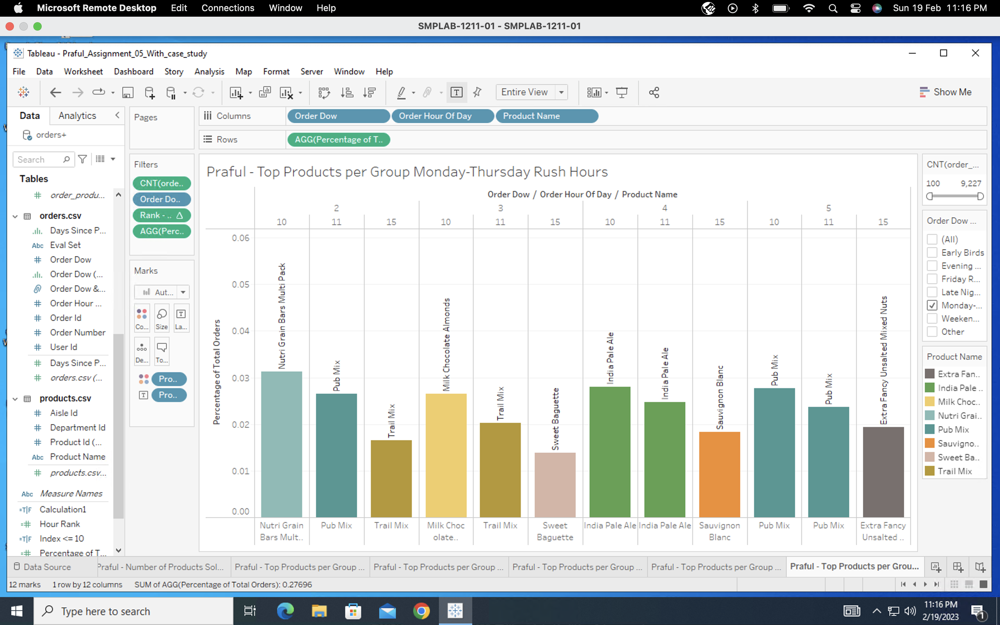 Microsoft Remote Desktop Edit Connections Window Help Sun 19 Feb 11:16 PM
SMPLAB-1211-01 - SMPLAB-1211-01
Tableau - Praful_Assignment_05_With_case_study
File Data Worksheet Dashboard Story Analysis Map Format Server Window Help
Entire View
Show Me
Data Analytics
orders+
Search
Tables
order_produ...
orders.csv
Days Since P...
Abc Eval Set
Order Dow
Order Dow (...
Order Dow &...
Order Hour ...
Order Id
Order Number
User Id
Days Since P...
orders.csv (...
products.csv
Aisle Id
Department Id
Product Id (...
Abc Product Name
products.csv...
Abc Measure Names
=T|F Calculation1
=# Hour Rank
=T|F Index <= 10
=# Percentage of T...
Pages
Filters
CNT(orde..
Order Do..
Rank - .. Δ
AGG(Perc..
Marks
Aut...
Co... Size La...
De... To...
Pro..
Pro..
Columns Order Dow Order Hour Of Day Product Name
Rows AGG(Percentage of T..
Praful - Top Products per Group Monday-Thursday Rush Hours
Order Dow / Order Hour Of Day / Product Name
2 3 4 5
10 11 15 10 11 15 10 11 15 10 11 15
Percentage of Total Orders
0.06
0.05
0.04
0.03
0.02
0.01
0.00
Nutri Grain Bars Multi Pack
Pub Mix
Trail Mix
Milk Chocolate Almonds
Trail Mix
Sweet Baguette
India Pale Ale
India Pale Ale
Sauvignon Blanc
Pub Mix
Pub Mix
Extra Fancy Unsalted Mixed Nuts
Nutri Grain Pub Mix Trail Mix Milk Choc Trail Mix Sweet India Pale Ale India Pale Ale Sauvignon Pub Mix Pub Mix Extra Fancy
Bars Mult.. olate.. Baguette Blanc Unsalted ..
CNT(order_...
100 9,227
Order Dow ...
(All)
Early Birds
Evening ...
Friday R...
Late Nig...
Monday-...
Weeken...
Other
Product Name
Extra Fan..
India Pale ..
Milk Choc..
Nutri Grai..
Pub Mix
Sauvigno..
Sweet Ba..
Trail Mix
Data Source Praful - Number of Products Sol... Praful - Top Products per Group ... Praful - Top Products per Group ... Praful - Top Products per Group ... Praful - Top Products per Group ... Praful - Top Products per Grou...
12 marks 1 row by 12 columns SUM of AGG(Percentage of Total Orders): 0.27696
Type here to search
11:16 PM
2/19/2023
1